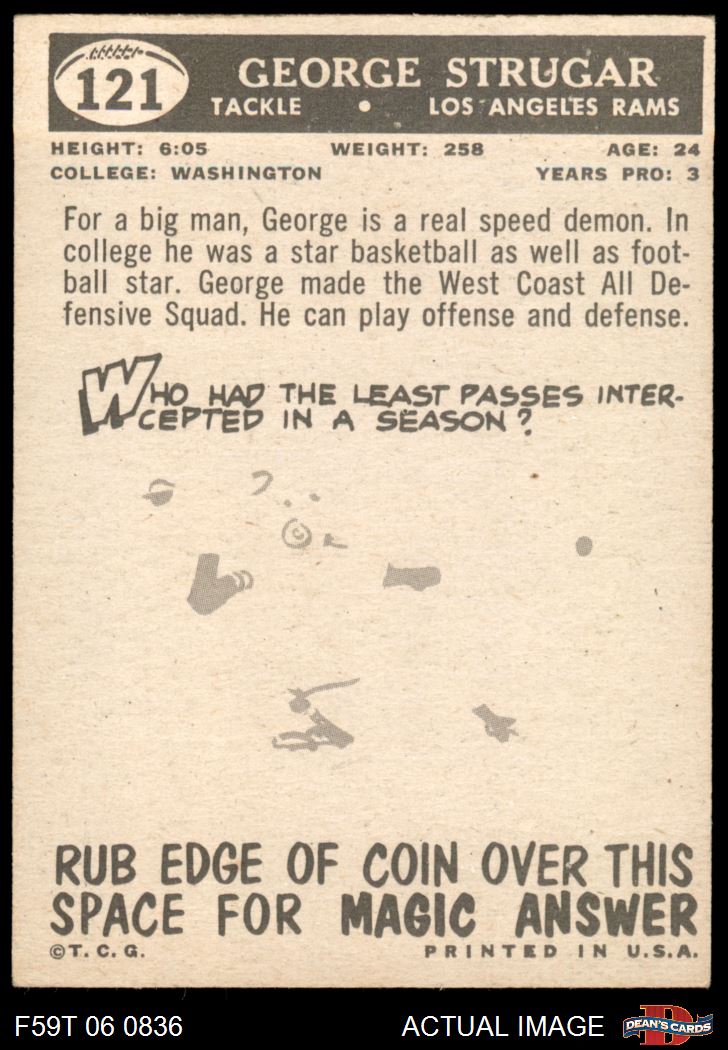 121
GEORGE STRUGAR
TACKLE • LOS ANGELES RAMS
HEIGHT: 6:05 WEIGHT: 258 AGE: 24
COLLEGE: WASHINGTON YEARS PRO: 3
For a big man, George is a real speed demon. In
college he was a star basketball as well as foot-
ball star. George made the West Coast All De-
fensive Squad. He can play offense and defense.
WHO HAD THE LEAST PASSES INTER-
CEPTED IN A SEASON?
RUB EDGE OF COIN OVER THIS
SPACE FOR MAGIC ANSWER
©T. C. G. PRINTED IN U.S.A.
F59T 06 0836 ACTUAL IMAGE D DEAN'S CARDS